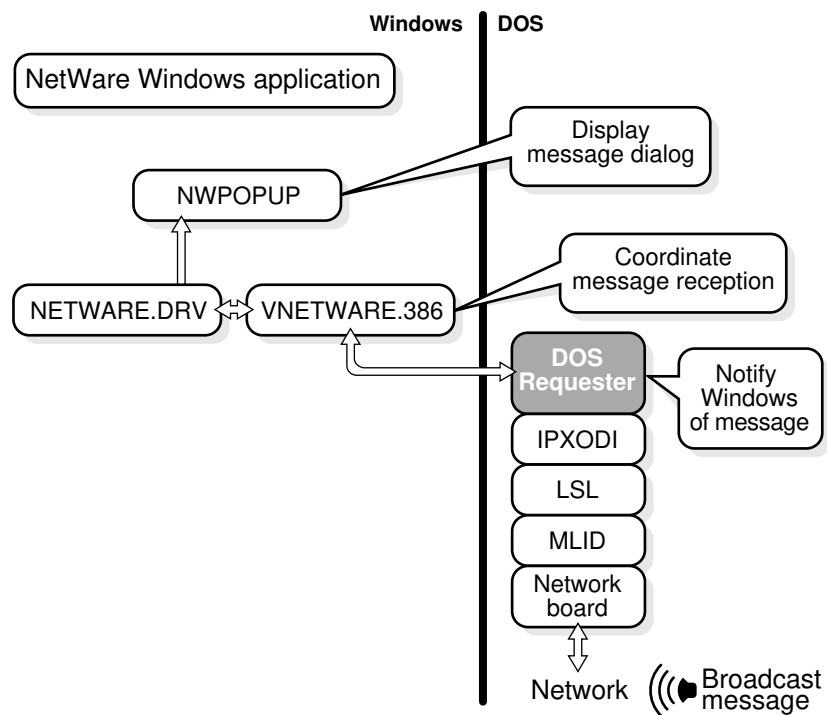 Windows
DOS
NetWare Windows application
Display
message dialog
NWPOPUP
Coordinate
message reception
NETWARE.DRV
VNETWARE.386
DOS
Requester
Notify
Windows
of message
IPXODI
LSL
MLID
Network
board
Network
Broadcast
message